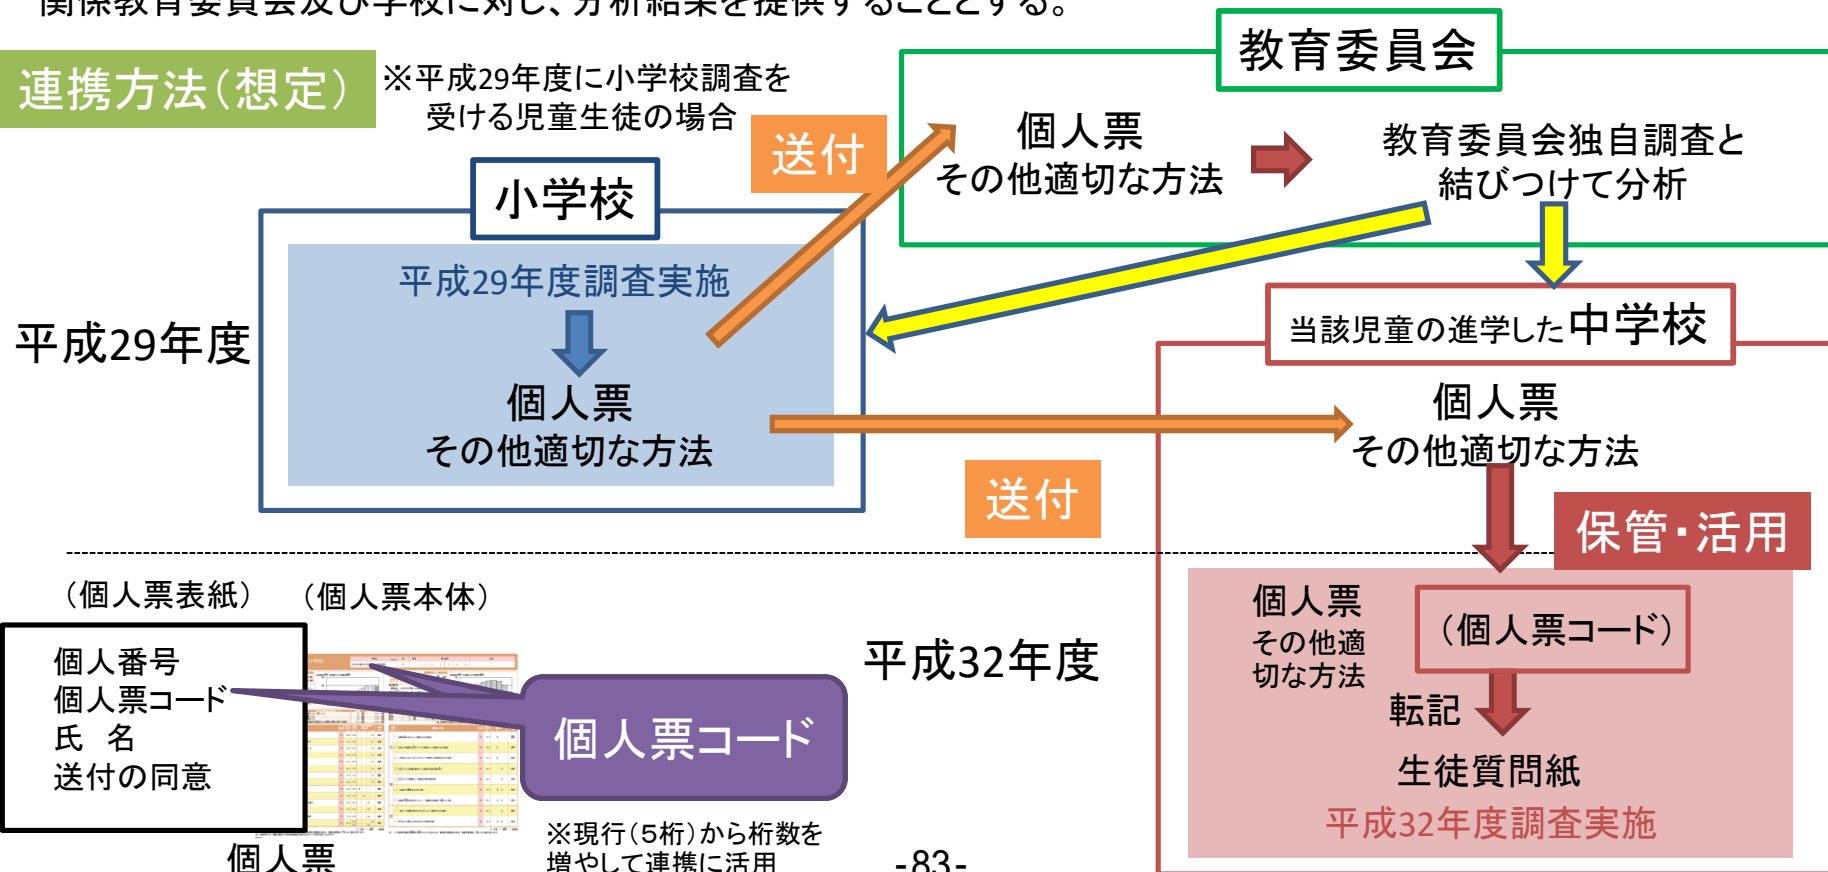 関係教育委員会及び学校に対し、分析結果を提供することとする。
連携方法(想定)
※平成29年度に小学校調査を
受ける児童生徒の場合
教育委員会
送付
個人票
その他適切な方法
教育委員会独自調査と
結びつけて分析
小学校
平成29年度調査実施
平成29年度
個人票
その他適切な方法
当該児童の進学した中学校
個人票
その他適切な方法
送付
保管・活用
(個人票表紙)
(個人票本体)
個人番号
個人票コード
氏 名
送付の同意
個人票コード
※現行(5桁)から桁数を
増やして連携に活用
個人票
平成32年度
個人票
その他適
切な方法
(個人票コード)
転記
生徒質問紙
平成32年度調査実施
-83-